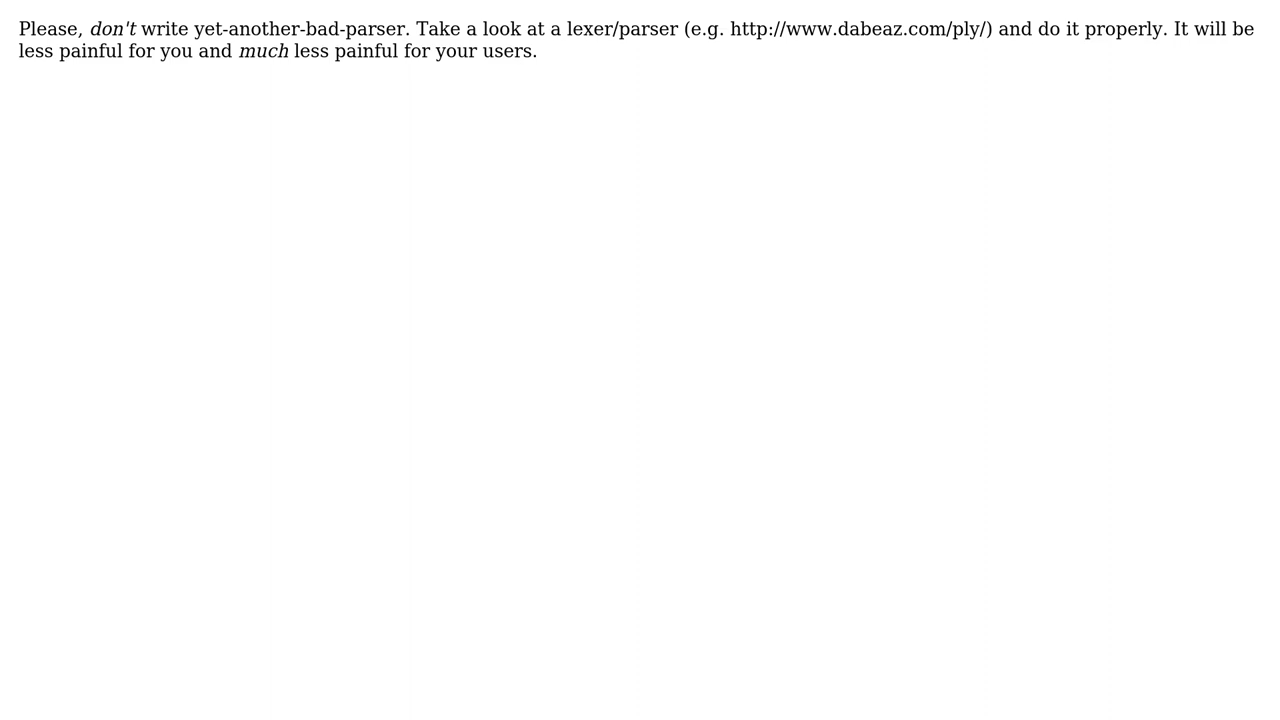 Please, don't write yet-another-bad-parser. Take a look at a lexer/parser (e.g. http://www.dabeaz.com/ply/) and do it properly. It will be
less painful for you and much less painful for your users.